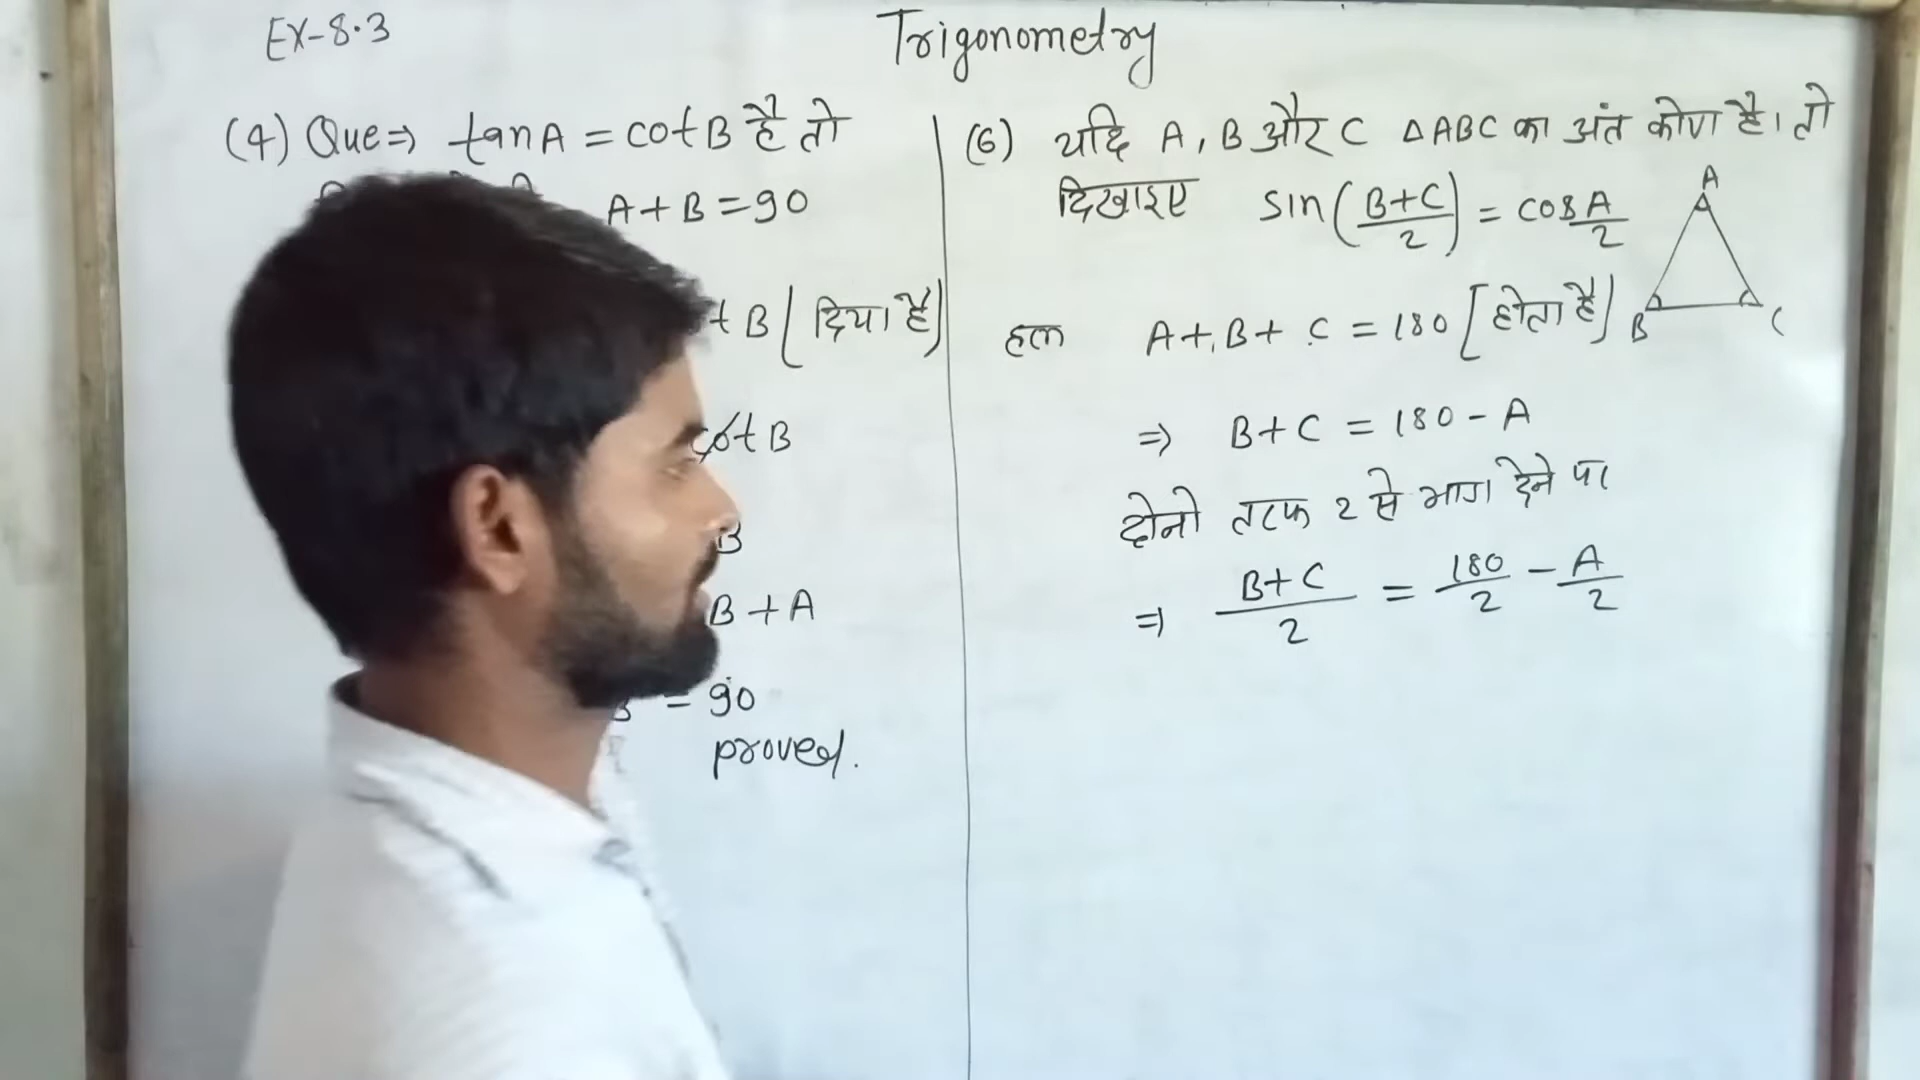 Ex-8.3
Trigonometry
(4) Que⇒ tanA = cotB है तो
A+B=90
t B [दिया है]
cotB
B
B+A
= 90
proved.
(6) यदि A, B और C △ABC का अंत कोण है। तो
दिखाइए sin(B+C/2) = cos A/2
A
B
C
हल A+B+C = 180 [होता है]
⇒ B+C = 180-A
दोनो तरफ 2 से भाग देने पर
⇒ B+C/2 = 180/2 - A/2